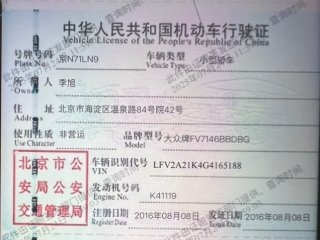 中华人民共和国机动车行驶证
Vehicle License of the People's Republic of China
号牌号码 京N71LN9 车辆类型 小型轿车
Vehicle Type
所有人 李旭
Owner
住址 北京市海淀区温泉路84号院42号
Address
使用性质 非营运 品牌型号 大众牌FV7146BBDBG
Use Character Model
北京市公
安局公安
交通管理局
车辆识别代号 LFV2A21K4G4165188
VIN
发动机号码 K41119
Engine No.
注册日期 2016年08月08日 发证日期 2016年08月08日
Register Date Issue Date